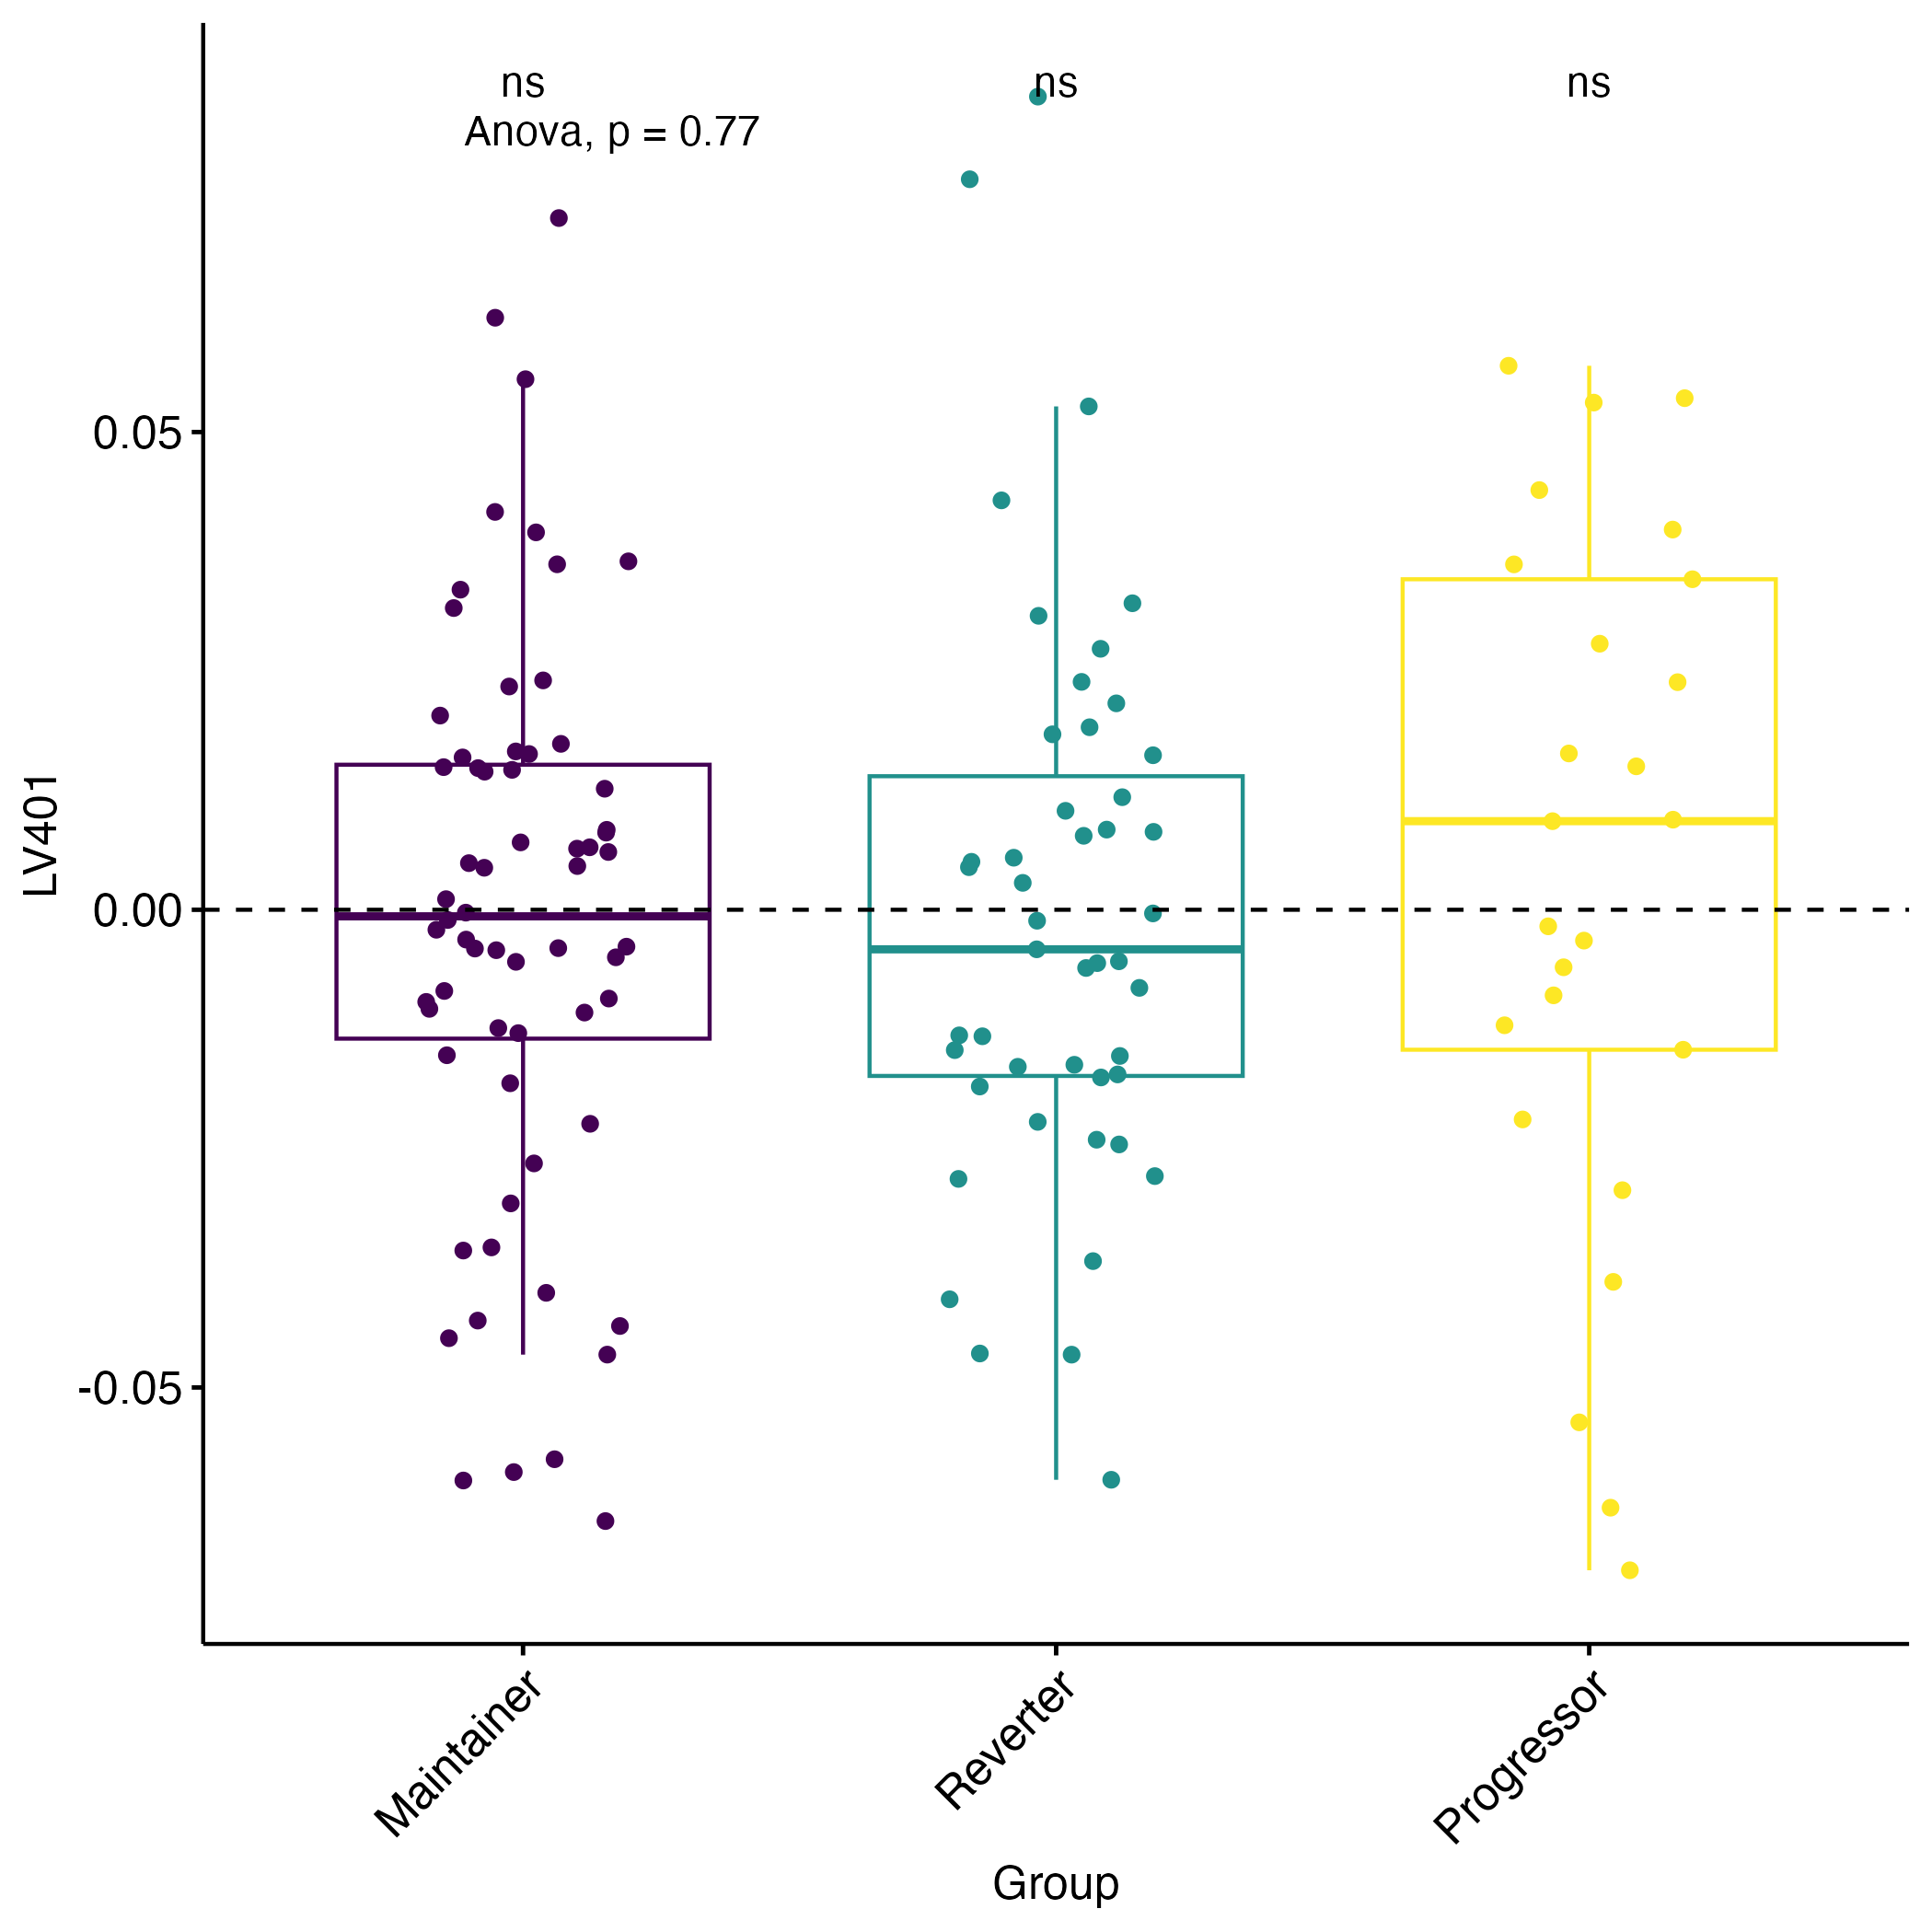 ns ns ns
Anova, p = 0.77
0.05
0.00
-0.05
LV401
Maintainer Reverter Progressor
Group